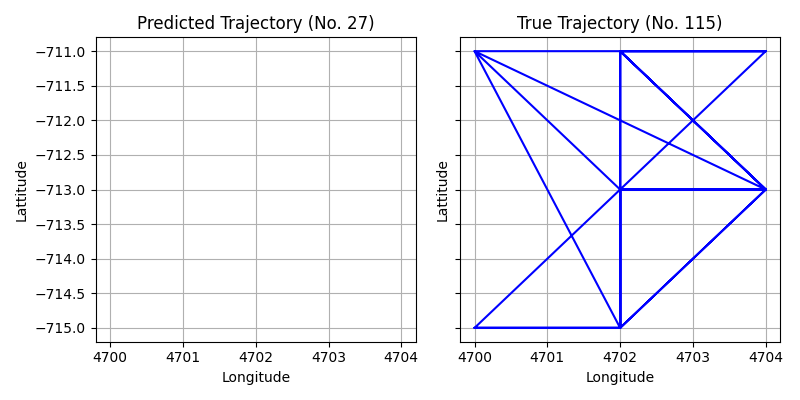 Predicted Trajectory (No. 27)
True Trajectory (No. 115)
Lattitude
−711.0
−711.5
−712.0
−712.5
−713.0
−713.5
−714.0
−714.5
−715.0
4700 4701 4702 4703 4704
Longitude
Lattitude
4700 4701 4702 4703 4704
Longitude